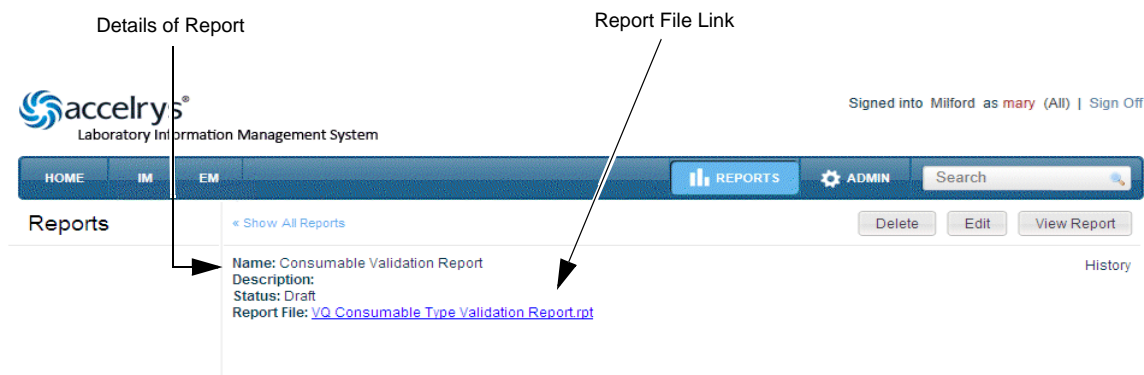 Details of Report
Report File Link
accelrys®
Laboratory Information Management System
Signed into Milford as mary (All) | Sign Off
HOME IM EM REPORTS ADMIN Search
Reports
« Show All Reports
Delete Edit View Report
Name: Consumable Validation Report
History
Description:
Status: Draft
Report File: VQ Consumable Type Validation Report.rpt